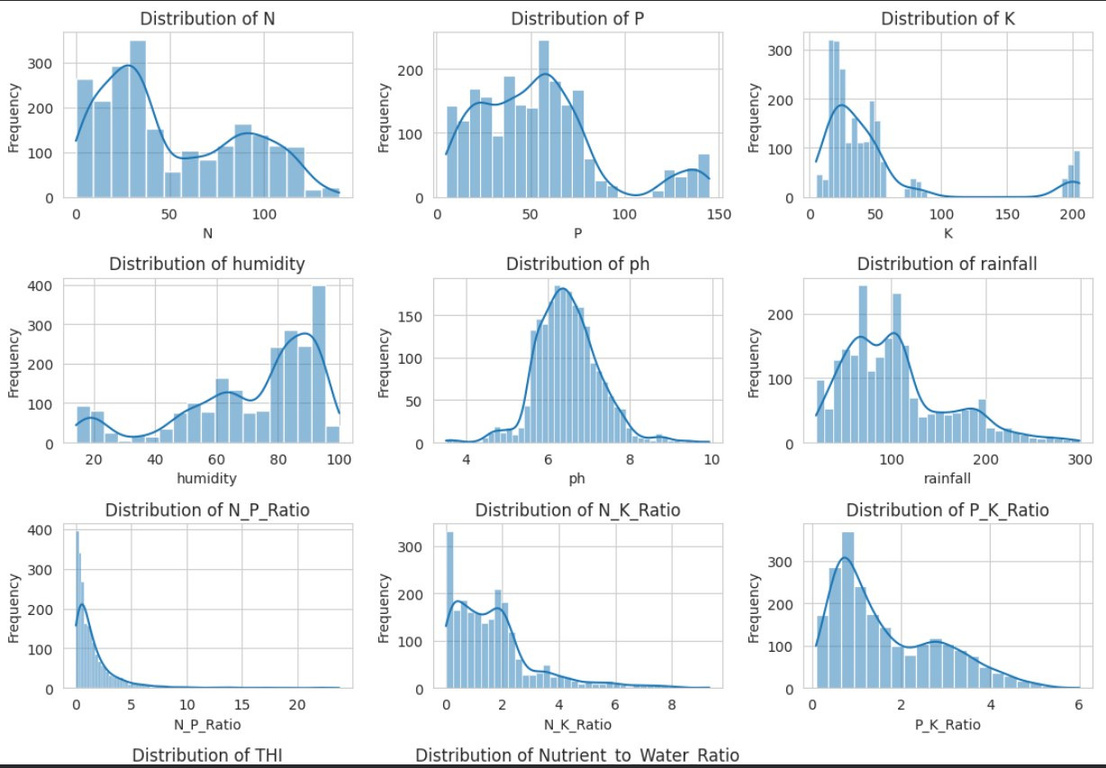 Distribution of N
Distribution of P
Distribution of K
Frequency
300
200
100
0
0
50
100
N
Frequency
200
100
0
0
50
100
150
P
Frequency
300
200
100
0
0
50
100
150
200
K
Distribution of humidity
Distribution of ph
Distribution of rainfall
Frequency
400
300
200
100
0
20
40
60
80
100
humidity
Frequency
150
100
50
0
4
6
8
10
ph
Frequency
200
100
0
100
200
300
rainfall
Distribution of N_P_Ratio
Distribution of N_K_Ratio
Distribution of P_K_Ratio
Frequency
400
300
200
100
0
0
5
10
15
20
N_P_Ratio
Frequency
300
200
100
0
0
2
4
6
8
N_K_Ratio
Frequency
300
200
100
0
0
2
4
6
P_K_Ratio
Distribution of THI
Distribution of Nutrient_to_Water_Ratio